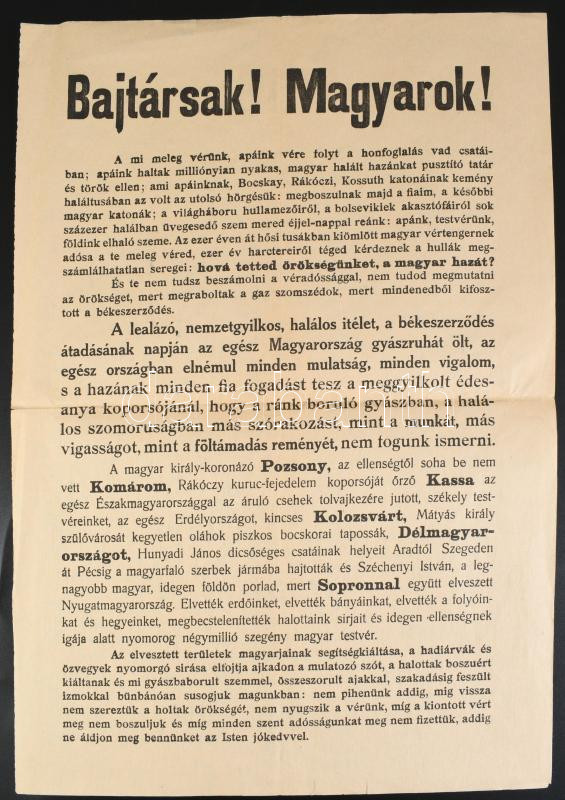 Bajtársak! Magyarok!
A mi meleg vérünk, apáink vére folyt a honfoglalás vad csatái-
ban; apáink haltak milliónyian nyakas, magyar halált hazánkat pusztító tatár
és török ellen; ami apáinknak, Bocskay, Rákóczi, Kossuth katonáinak kemény
haláltusában az volt az utolsó hörgésük: megboszulnak majd a fiaim, a későbbi
magyar katonák; a világháboru hullamezőiről, a bolseviklek akasztófáiról sok
százezer halálban üvegesedő szem mered éjjel-nappal reánk: apánk, testvérünk,
földink elhaló szeme. Az ezer éven át hősi tusákban kiömlött magyar vértengernek
adósa a te meleg véred, ezer év harctereiről téged kérdeznek a hullák meg-
számlálhatatlan seregei: hová tetted örökségünket, a magyar hazát?
És te nem tudsz beszámolni a véradóssággal, nem tudod megmutatni
az örökséget, mert megraboltak a gaz szomszédok, mert mindenedből kifosz-
tott a békeszerződés.
A lealázó, nemzetgyilkos, halálos itélet, a békeszerződés
átadásának napján az egész Magyarország gyászruhát ölt, az
egész országban elnémul minden mulatság, minden vigalom,
s a hazának minden fia fogadást tesz a meggyilkolt édes-
anya koporsójánál, hogy a ránk boruló gyászban, a halá-
los szomoruságban más szórakozást, mint a munkát, más
vigasságot, mint a föltámadás reményét, nem fogunk ismerni.
A magyar király-koronázó Pozsony, az ellenségtől soha be nem
vett Komárom, Rákóczy kuruc-fejedelem koporsóját őrző Kassa az
egész Északmagyarországgal az áruló csehek tolvajkezére jutott, székely test-
véreinket, az egész Erdélyországot, kincses Kolozsvárt, Mátyás király
szülővárosát kegyetlen oláhok piszkos bocskorai tapossák, Délmagyar-
országot, Hunyadi János dicsőséges csatáinak helyeit Aradtól Szegeden
át Pécsig a magyarfaló szerbek jármába hajtották és Széchenyi István, a leg-
nagyobb magyar, idegen földön porlad, mert Sopronnal együtt elveszett
Nyugatmagyarország. Elvették erdőinket, elvették bányáinkat, elvették a folyóin-
kat és hegyeinket, megbecstelenítették halottaink sirjait és idegen ellenségnek
igája alatt nyomorog négymillió szegény magyar testvér.
Az elvesztett területek magyarjainak segítségkiáltása, a hadiárvák és
özvegyek nyomorgó sirása elfojtja ajkadon a mulatozó szót, a halottak boszuért
kiáltanak és mi gyászbaborult szemmel, összeszorult ajakkal, szakadásig feszült
izmokkal bünbánóan susogjuk magunkban: nem pihenünk addig, mig vissza
nem szereztük a holtak örökségét, nem nyugszik a vérünk, míg a kiontott vért
meg nem boszuljuk és míg minden szent adósságunkat meg nem fizettük, addig
ne áldjon meg bennünket az Isten jókedvvel.